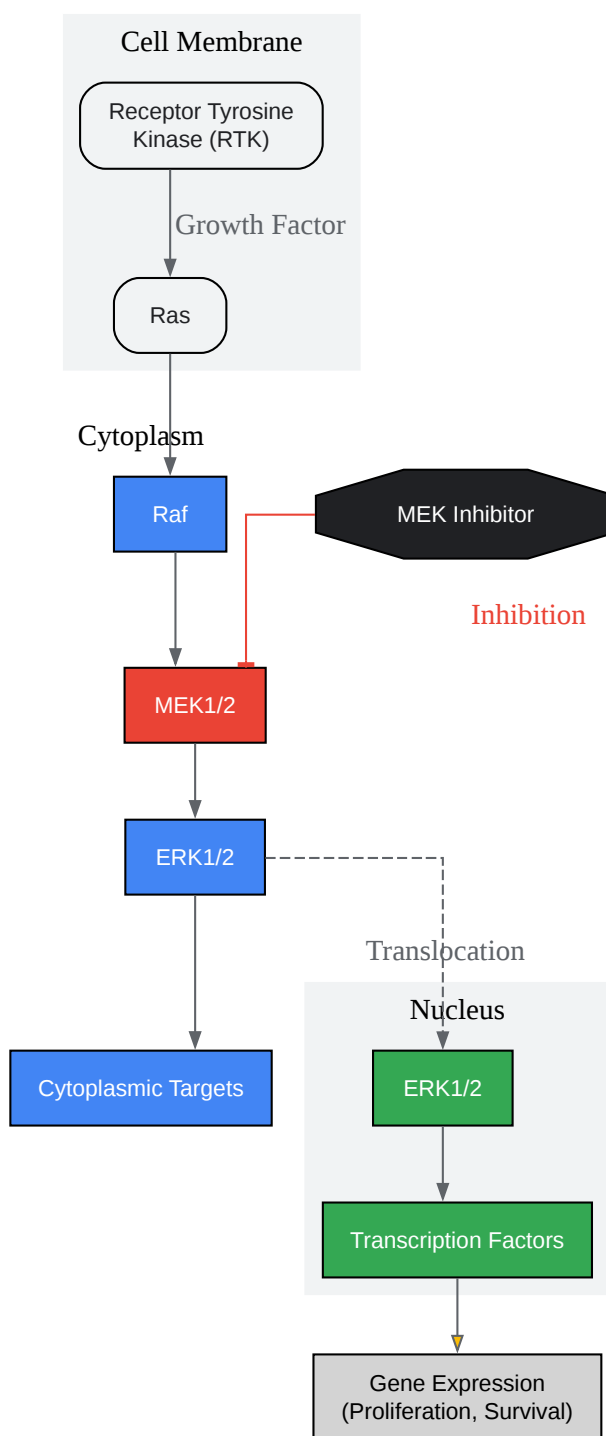 Cell Membrane
Receptor Tyrosine
Kinase (RTK)
Growth Factor
Ras
Cytoplasm
Raf
MEK Inhibitor
Inhibition
MEK1/2
ERK1/2
Translocation
Nucleus
Cytoplasmic Targets
ERK1/2
Transcription Factors
Gene Expression
(Proliferation, Survival)